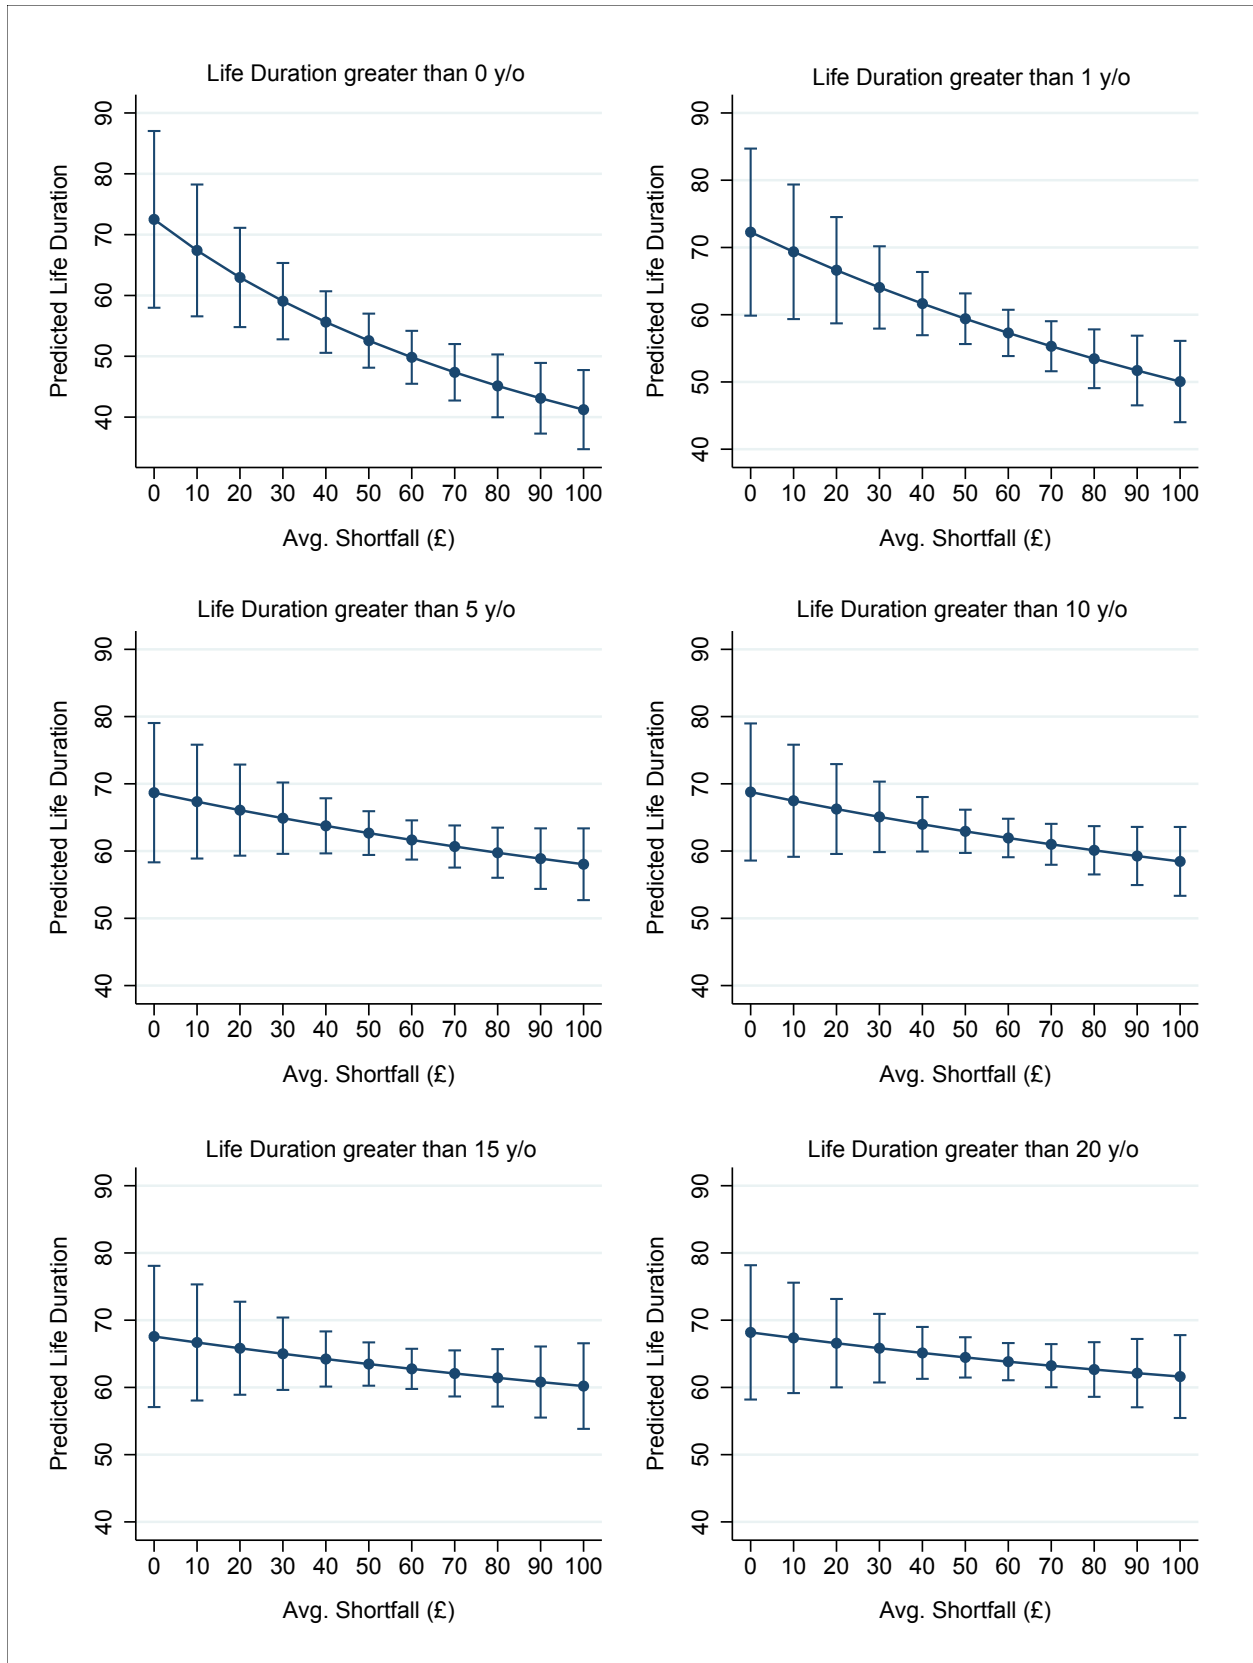 Life Duration greater than 0 y/o
Predicted Life Duration
90
80
70
60
50
40
0 10 20 30 40 50 60 70 80 90 100
Avg. Shortfall (£)
Life Duration greater than 1 y/o
Predicted Life Duration
90
80
70
60
50
40
0 10 20 30 40 50 60 70 80 90 100
Avg. Shortfall (£)
Life Duration greater than 5 y/o
Predicted Life Duration
90
80
70
60
50
40
0 10 20 30 40 50 60 70 80 90 100
Avg. Shortfall (£)
Life Duration greater than 10 y/o
Predicted Life Duration
90
80
70
60
50
40
0 10 20 30 40 50 60 70 80 90 100
Avg. Shortfall (£)
Life Duration greater than 15 y/o
Predicted Life Duration
90
80
70
60
50
40
0 10 20 30 40 50 60 70 80 90 100
Avg. Shortfall (£)
Life Duration greater than 20 y/o
Predicted Life Duration
90
80
70
60
50
40
0 10 20 30 40 50 60 70 80 90 100
Avg. Shortfall (£)